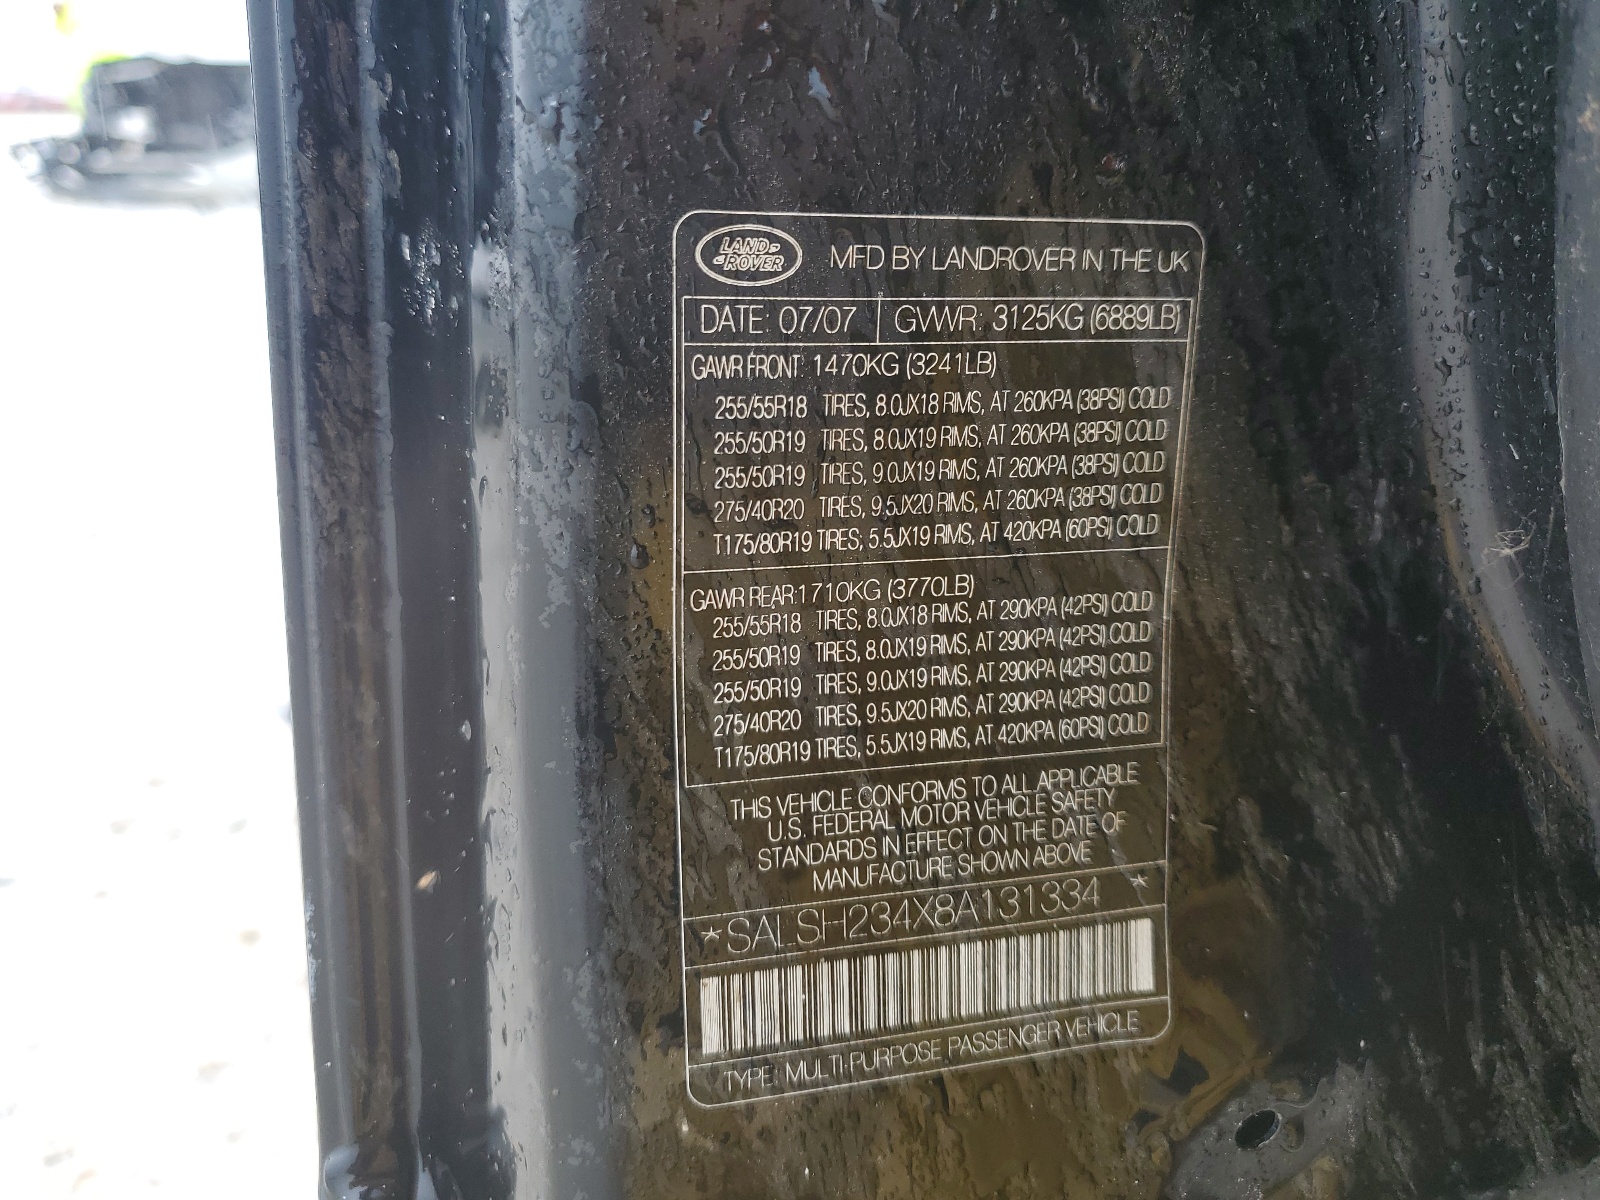 LAND ROVER
MFD BY LANDROVER IN THE UK
DATE: 07/07 GVWR: 3125KG (6889LB)
GAWR FRONT: 1470KG (3241LB)
255/55R18 TIRES, 8.0JX18 RIMS, AT 260KPA (38PSI) COLD
255/50R19 TIRES, 8.0JX19 RIMS, AT 260KPA (38PSI) COLD
255/50R19 TIRES, 9.0JX19 RIMS, AT 260KPA (38PSI) COLD
275/40R20 TIRES, 9.5JX20 RIMS, AT 260KPA (38PSI) COLD
T175/80R19 TIRES, 5.5JX19 RIMS, AT 420KPA (60PSI) COLD
GAWR REAR:1710KG (3770LB)
255/55R18 TIRES, 8.0JX18 RIMS, AT 290KPA (42PSI) COLD
255/50R19 TIRES, 8.0JX19 RIMS, AT 290KPA (42PSI) COLD
255/50R19 TIRES, 9.0JX19 RIMS, AT 290KPA (42PSI) COLD
275/40R20 TIRES, 9.5JX20 RIMS, AT 290KPA (42PSI) COLD
T175/80R19 TIRES, 5.5JX19 RIMS, AT 420KPA (60PSI) COLD
THIS VEHICLE CONFORMS TO ALL APPLICABLE
U.S. FEDERAL MOTOR VEHICLE SAFETY
STANDARDS IN EFFECT ON THE DATE OF
MANUFACTURE SHOWN ABOVE
*SALSH234X8A131334 *
TYPE: MULTI-PURPOSE PASSENGER VEHICLE